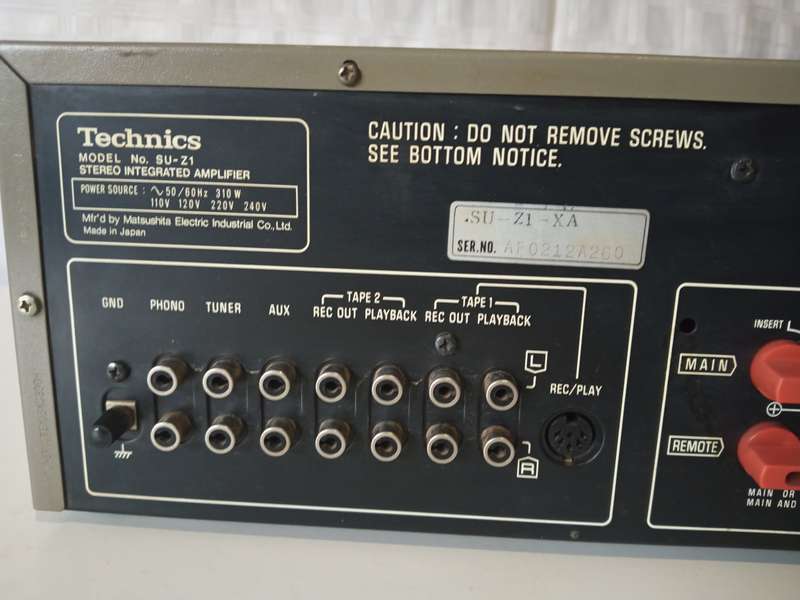 Technics
MODEL No. SU-Z1
STEREO INTEGRATED AMPLIFIER
POWER SOURCE : ∿50/60Hz 310W
110V 120V 220V 240V
Mfr'd by Matsushita Electric Industrial Co.,Ltd.
Made in Japan
CAUTION : DO NOT REMOVE SCREWS.
SEE BOTTOM NOTICE.
SU-Z1-XA
SER.NO. AP0212A260
GND PHONO TUNER AUX
TAPE 2
REC OUT PLAYBACK
TAPE 1
REC OUT PLAYBACK
L
REC/PLAY
R
INSERT
MAIN
REMOTE
MAIN OR
MAIN AND